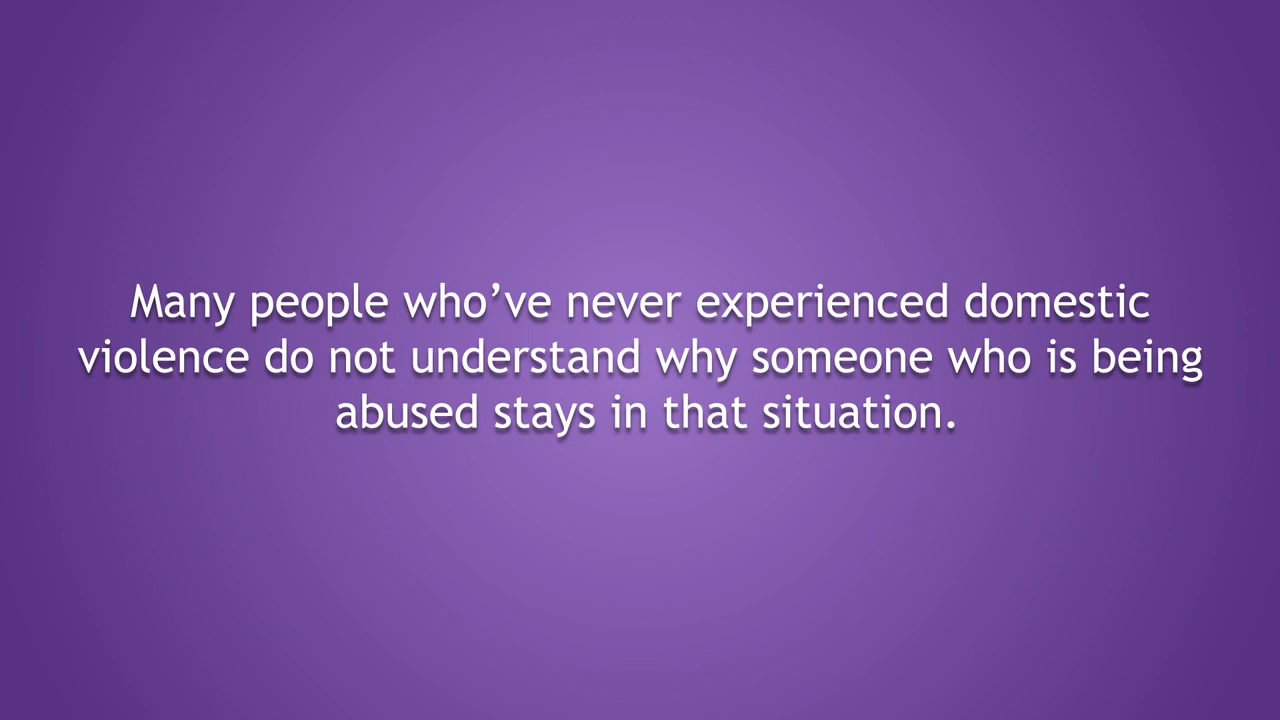 Many people who’ve never experienced domestic
violence do not understand why someone who is being
abused stays in that situation.